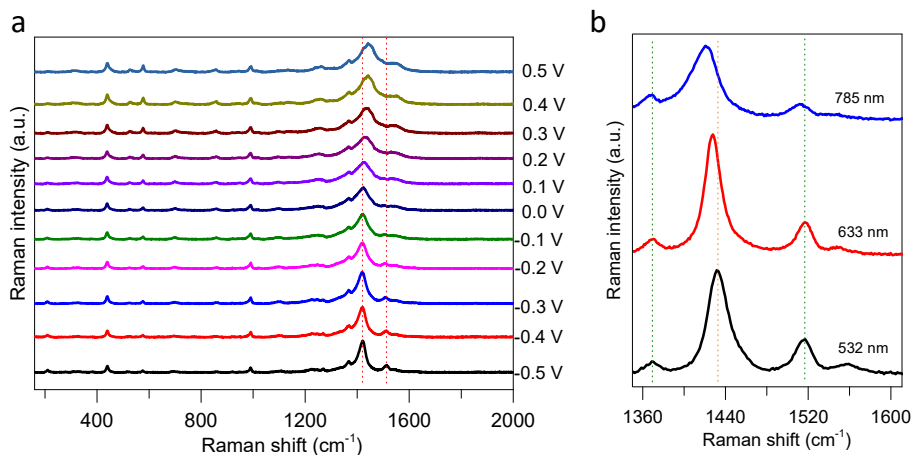 a
Raman intensity (a.u.)
0.5 V
0.4 V
0.3 V
0.2 V
0.1 V
0.0 V
-0.1 V
-0.2 V
-0.3 V
-0.4 V
-0.5 V
400 800 1200 1600 2000
Raman shift (cm-1)
b
Raman intensity (a.u.)
785 nm
633 nm
532 nm
1360 1440 1520 1600
Raman shift (cm-1)